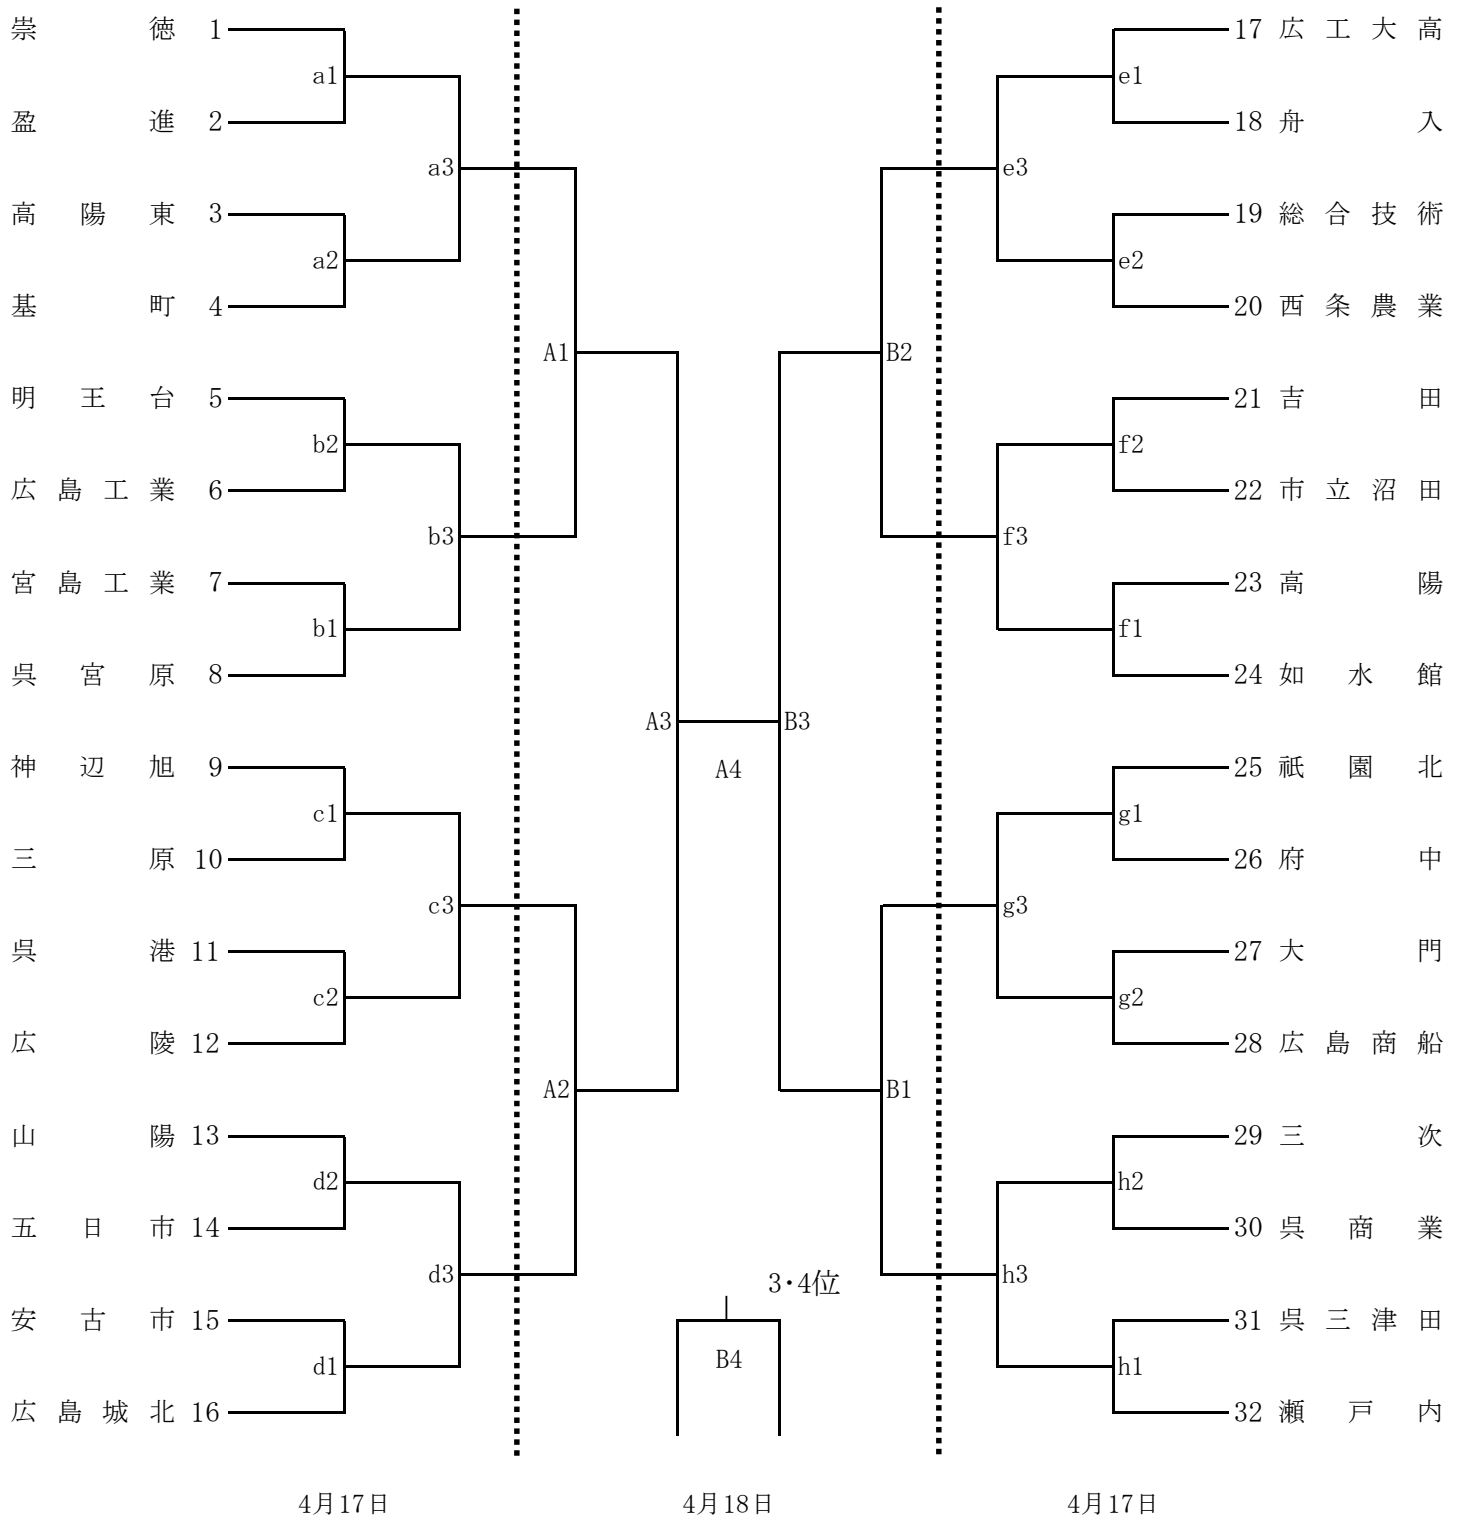 崇徳 1
a1
盈進 2
a3
高陽東 3
a2
基町 4
A1
明王台 5
b2
広島工業 6
b3
宮島工業 7
b1
呉宮原 8
A3
神辺旭 9
c1
三原 10
c3
呉港 11
c2
広陵 12
A2
山陽 13
d2
五日市 14
d3
安古市 15
d1
広島城北 16
A4
3・4位
B4
17 広工大高
e1
18 舟入
e3
19 総合技術
e2
20 西条農業
B2
21 吉田
f2
22 市立沼田
f3
23 高陽
f1
24 如水館
B3
25 祇園北
g1
26 府中
g3
27 大門
g2
28 広島商船
B1
29 三次
h2
30 呉商業
h3
31 呉三津田
h1
32 瀬戸内
4月17日
4月18日
4月17日